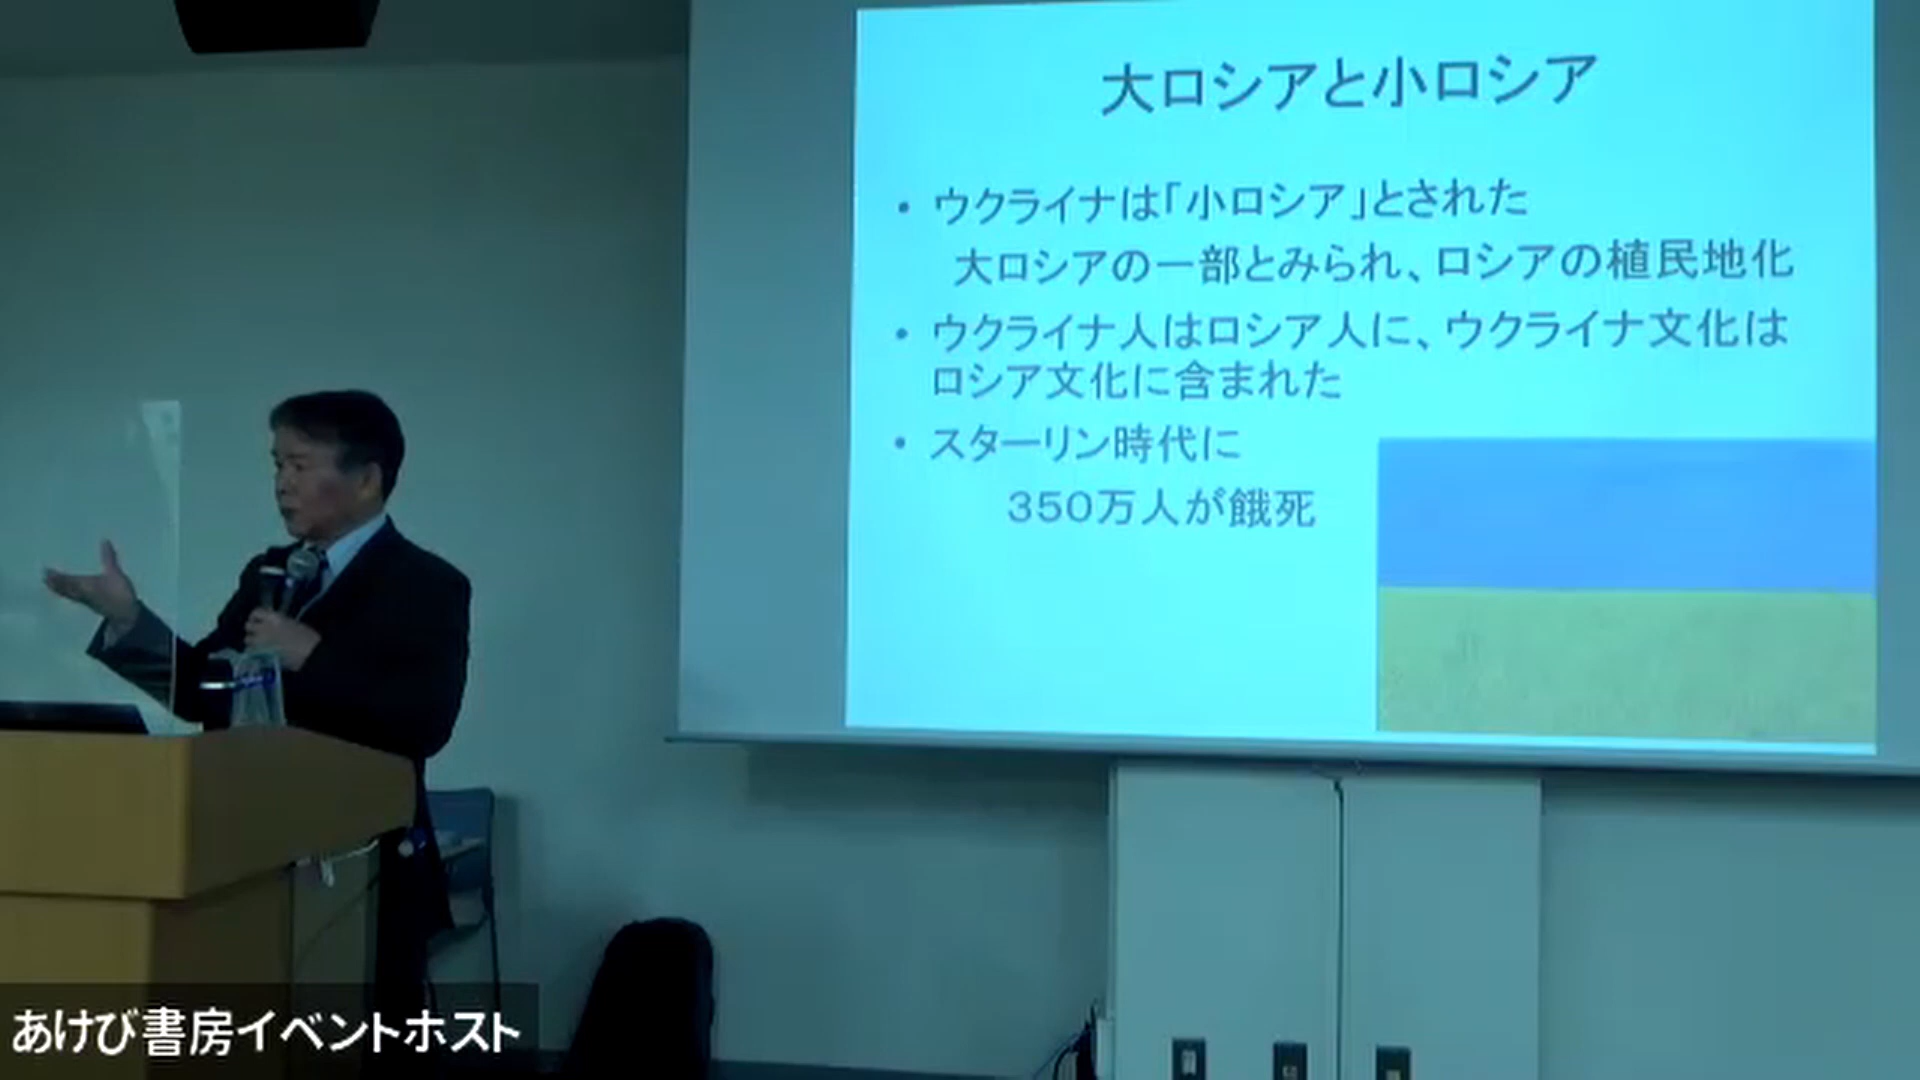 大ロシアと小ロシア
• ウクライナは「小ロシア」とされた
大ロシアの一部とみられ、ロシアの植民地化
• ウクライナ人はロシア人に、ウクライナ文化は
ロシア文化に含まれた
• スターリン時代に
350万人が餓死
あけび書房イベントホスト